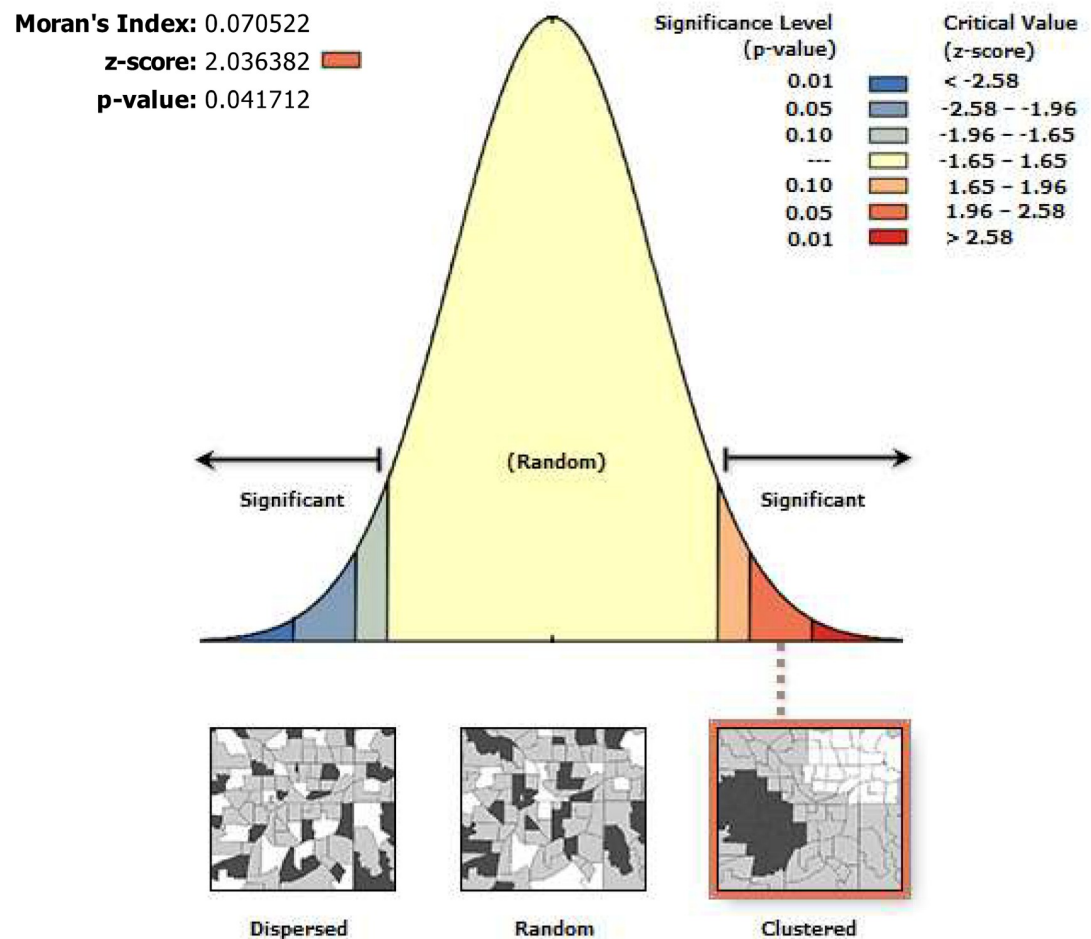 Moran's Index: 0.070522
z-score: 2.036382
p-value: 0.041712
Significance Level
(p-value)
Critical Value
(z-score)
0.01 < -2.58
0.05 -2.58 – -1.96
0.10 -1.96 – -1.65
--- -1.65 – 1.65
0.10 1.65 – 1.96
0.05 1.96 – 2.58
0.01 > 2.58
(Random)
Significant
Significant
Dispersed
Random
Clustered